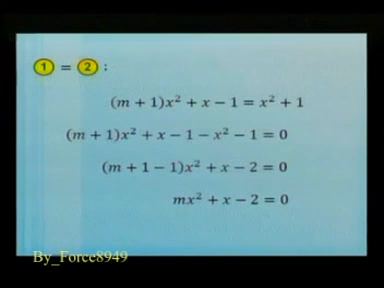 1 = 2 :
(m + 1)x² + x − 1 = x² + 1
(m + 1)x² + x − 1 − x² − 1 = 0
(m + 1 − 1)x² + x − 2 = 0
mx² + x − 2 = 0
By_Force8949